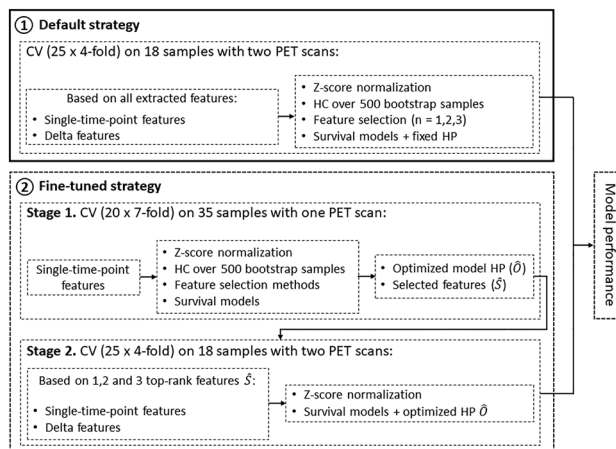 ① Default strategy
CV (25 x 4-fold) on 18 samples with two PET scans:
Based on all extracted features:
• Single-time-point features
• Delta features
• Z-score normalization
• HC over 500 bootstrap samples
• Feature selection (n = 1,2,3)
• Survival models + fixed HP
② Fine-tuned strategy
Stage 1. CV (20 x 7-fold) on 35 samples with one PET scan:
Single-time-point
features
• Z-score normalization
• HC over 500 bootstrap samples
• Feature selection methods
• Survival models
• Optimized model HP (Ô)
• Selected features (Ŝ)
Stage 2. CV (25 x 4-fold) on 18 samples with two PET scans:
Based on 1,2 and 3 top-rank features Ŝ:
• Single-time-point features
• Delta features
• Z-score normalization
• Survival models + optimized HP Ô
Model performance